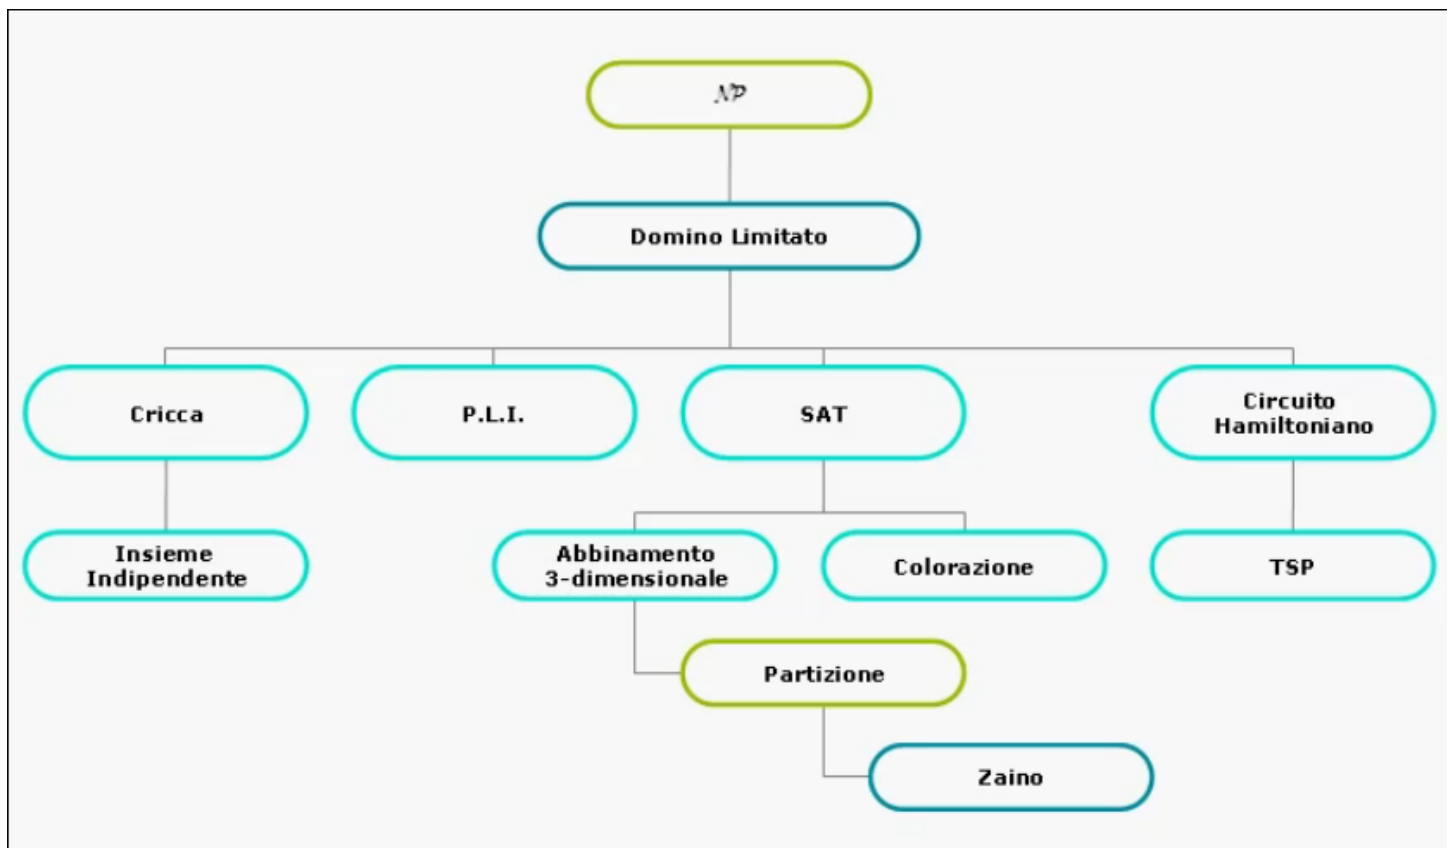 NP
Domino Limitato
Cricca
P.L.I.
SAT
Circuito
Hamiltoniano
Insieme
Indipendente
Abbinamento
3-dimensionale
Colorazione
TSP
Partizione
Zaino